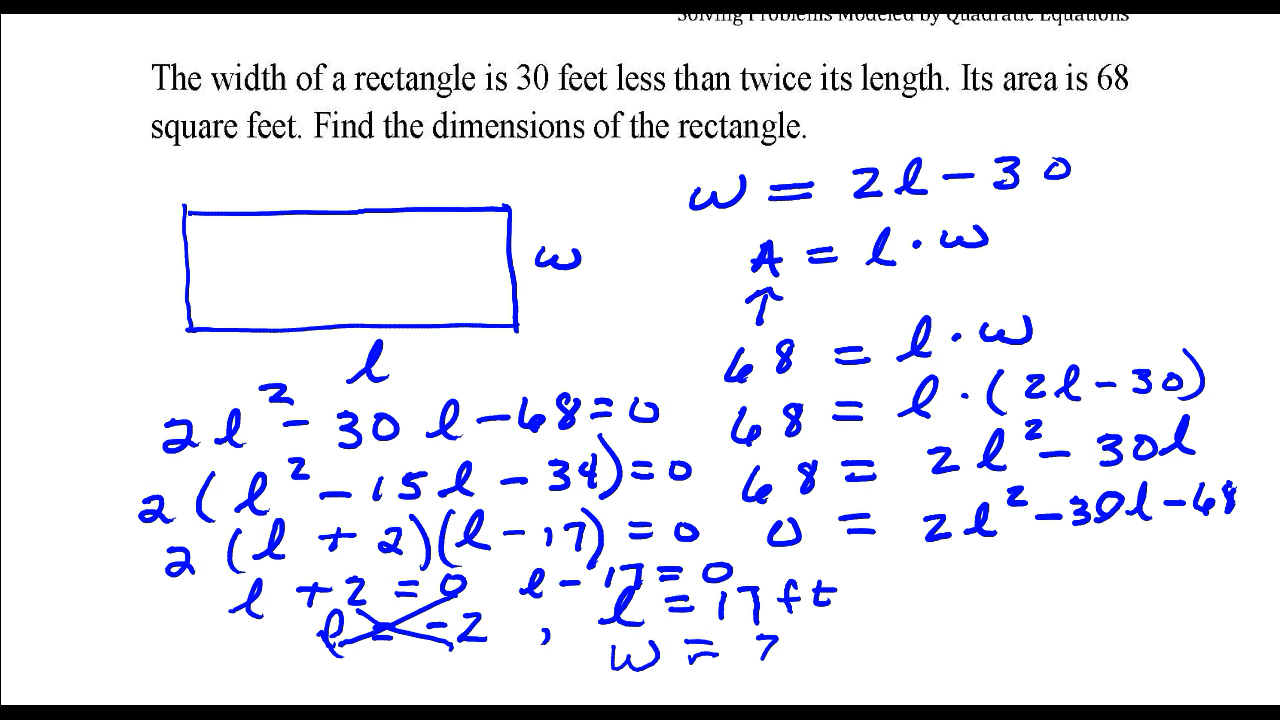 Solving Problems Modeled by Quadratic Equations
The width of a rectangle is 30 feet less than twice its length. Its area is 68
square feet. Find the dimensions of the rectangle.
w = 2l - 30
A = l · w
w
↑
68 = l · w
l
68 = l · (2l - 30)
68 = 2l² - 30l
0 = 2l² - 30l - 68
2l² - 30l - 68 = 0
2(l² - 15l - 34) = 0
2(l + 2)(l - 17) = 0
l + 2 = 0 l - 17 = 0
l = -2 , l = 17 ft
w =